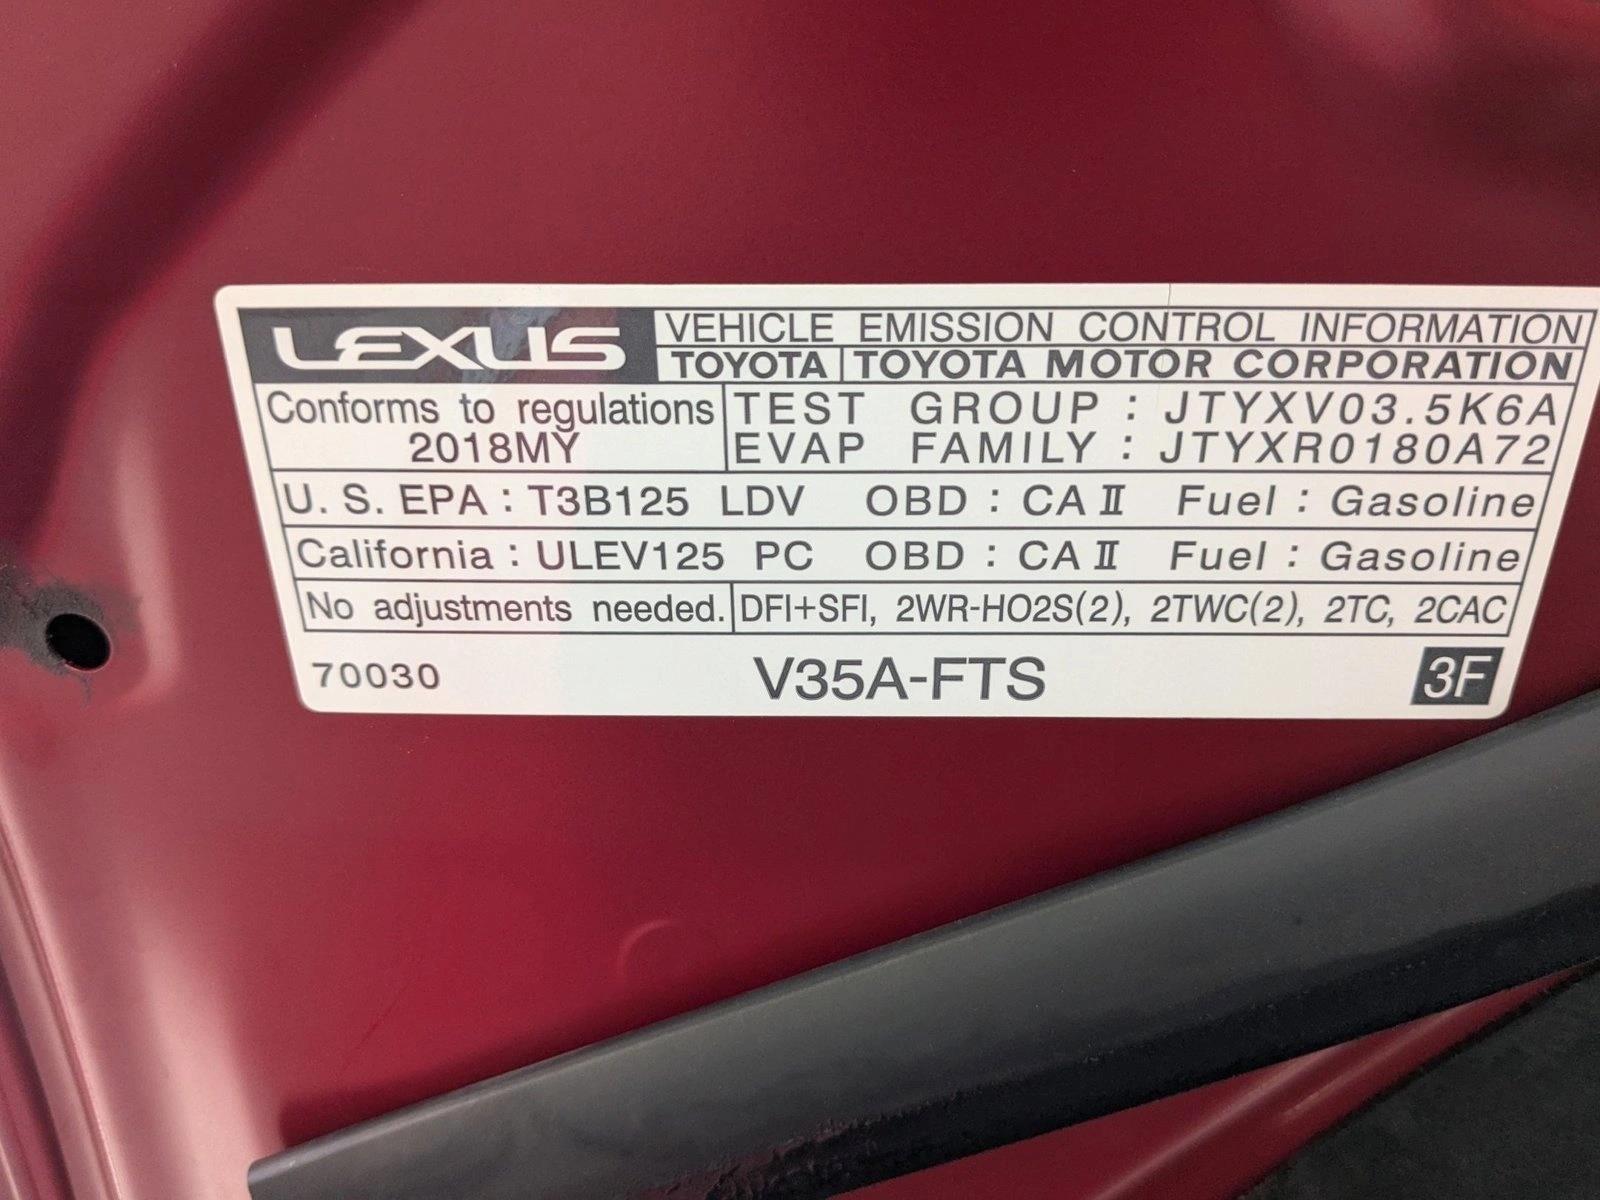 LEXUS VEHICLE EMISSION CONTROL INFORMATION
TOYOTA TOYOTA MOTOR CORPORATION
Conforms to regulations TEST GROUP : JTYXV03.5K6A
2018MY EVAP FAMILY : JTYXR0180A72
U. S. EPA : T3B125 LDV OBD : CA II Fuel : Gasoline
California : ULEV125 PC OBD : CA II Fuel : Gasoline
No adjustments needed. DFI+SFI, 2WR-HO2S(2), 2TWC(2), 2TC, 2CAC
70030 V35A-FTS 3F